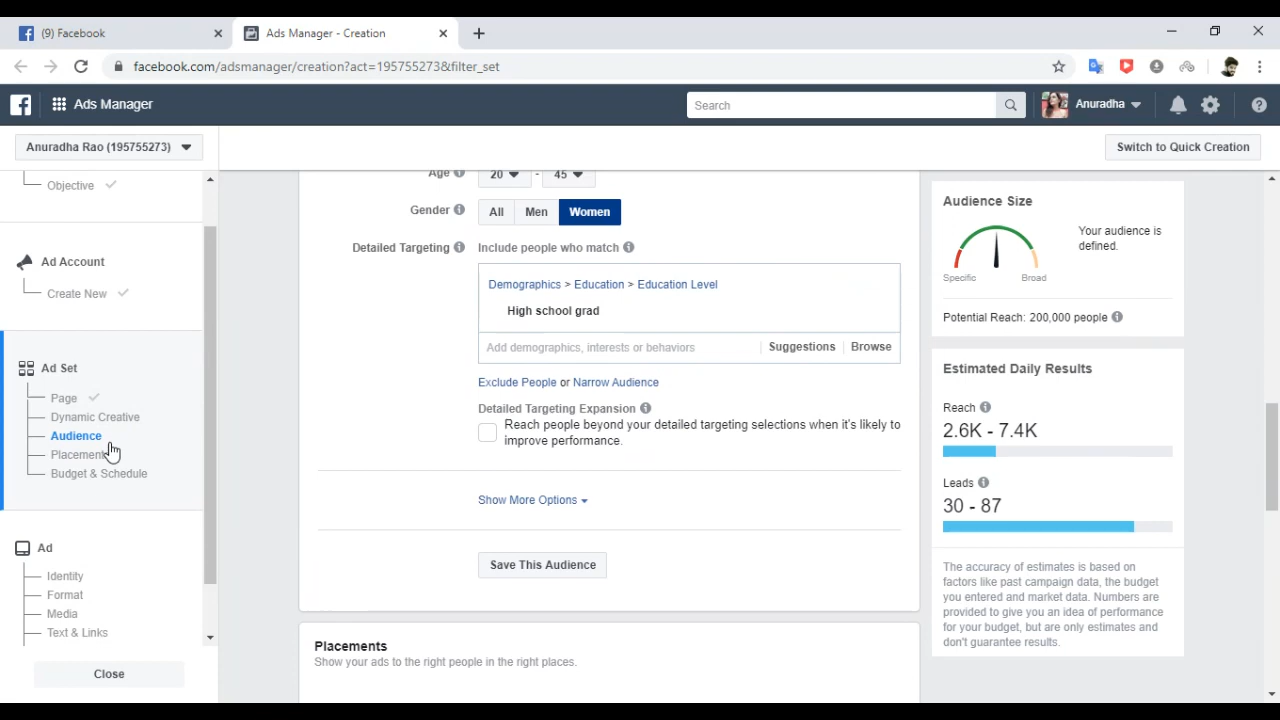 (9) Facebook
Ads Manager - Creation
facebook.com/adsmanager/creation?act=195755273&filter_set
Ads Manager
Search
Anuradha
Anuradha Rao (195755273)
Switch to Quick Creation
Objective
Ad Account
Create New
Ad Set
Page
Dynamic Creative
Audience
Placement
Budget & Schedule
Ad
Identity
Format
Media
Text & Links
Close
Age
20 - 45
Gender
All Men Women
Detailed Targeting
Include people who match
Demographics > Education > Education Level
High school grad
Add demographics, interests or behaviors
Suggestions Browse
Exclude People or Narrow Audience
Detailed Targeting Expansion
Reach people beyond your detailed targeting selections when it's likely to
improve performance.
Show More Options
Save This Audience
Placements
Show your ads to the right people in the right places.
Audience Size
Your audience is
defined.
Specific
Broad
Potential Reach: 200,000 people
Estimated Daily Results
Reach
2.6K - 7.4K
Leads
30 - 87
The accuracy of estimates is based on
factors like past campaign data, the budget
you entered and market data. Numbers are
provided to give you an idea of performance
for your budget, but are only estimates and
don't guarantee results.